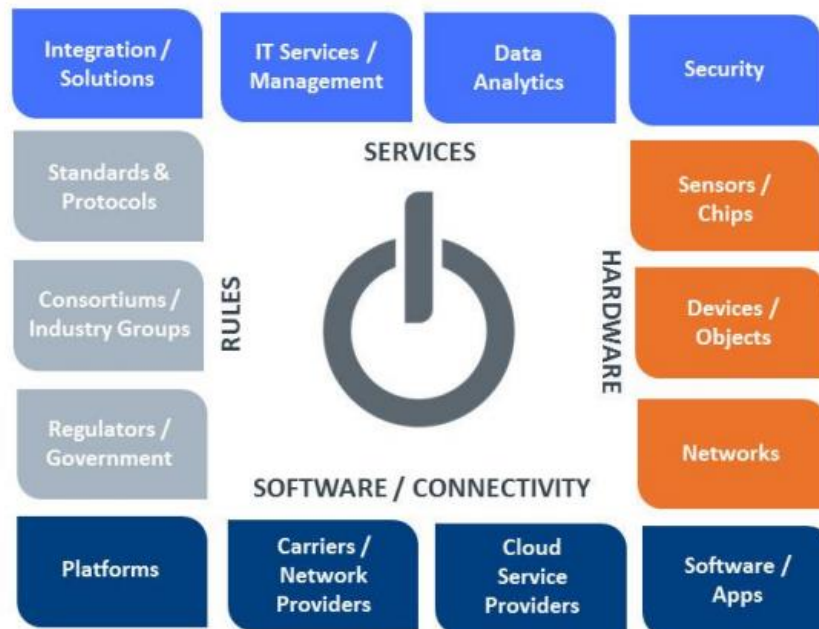 Integration /
Solutions
IT Services /
Management
Data
Analytics
Security
SERVICES
Standards &
Protocols
Consortiums /
Industry Groups
Regulators /
Government
RULES
HARDWARE
Sensors /
Chips
Devices /
Objects
Networks
SOFTWARE / CONNECTIVITY
Platforms
Carriers /
Network
Providers
Cloud
Service
Providers
Software /
Apps